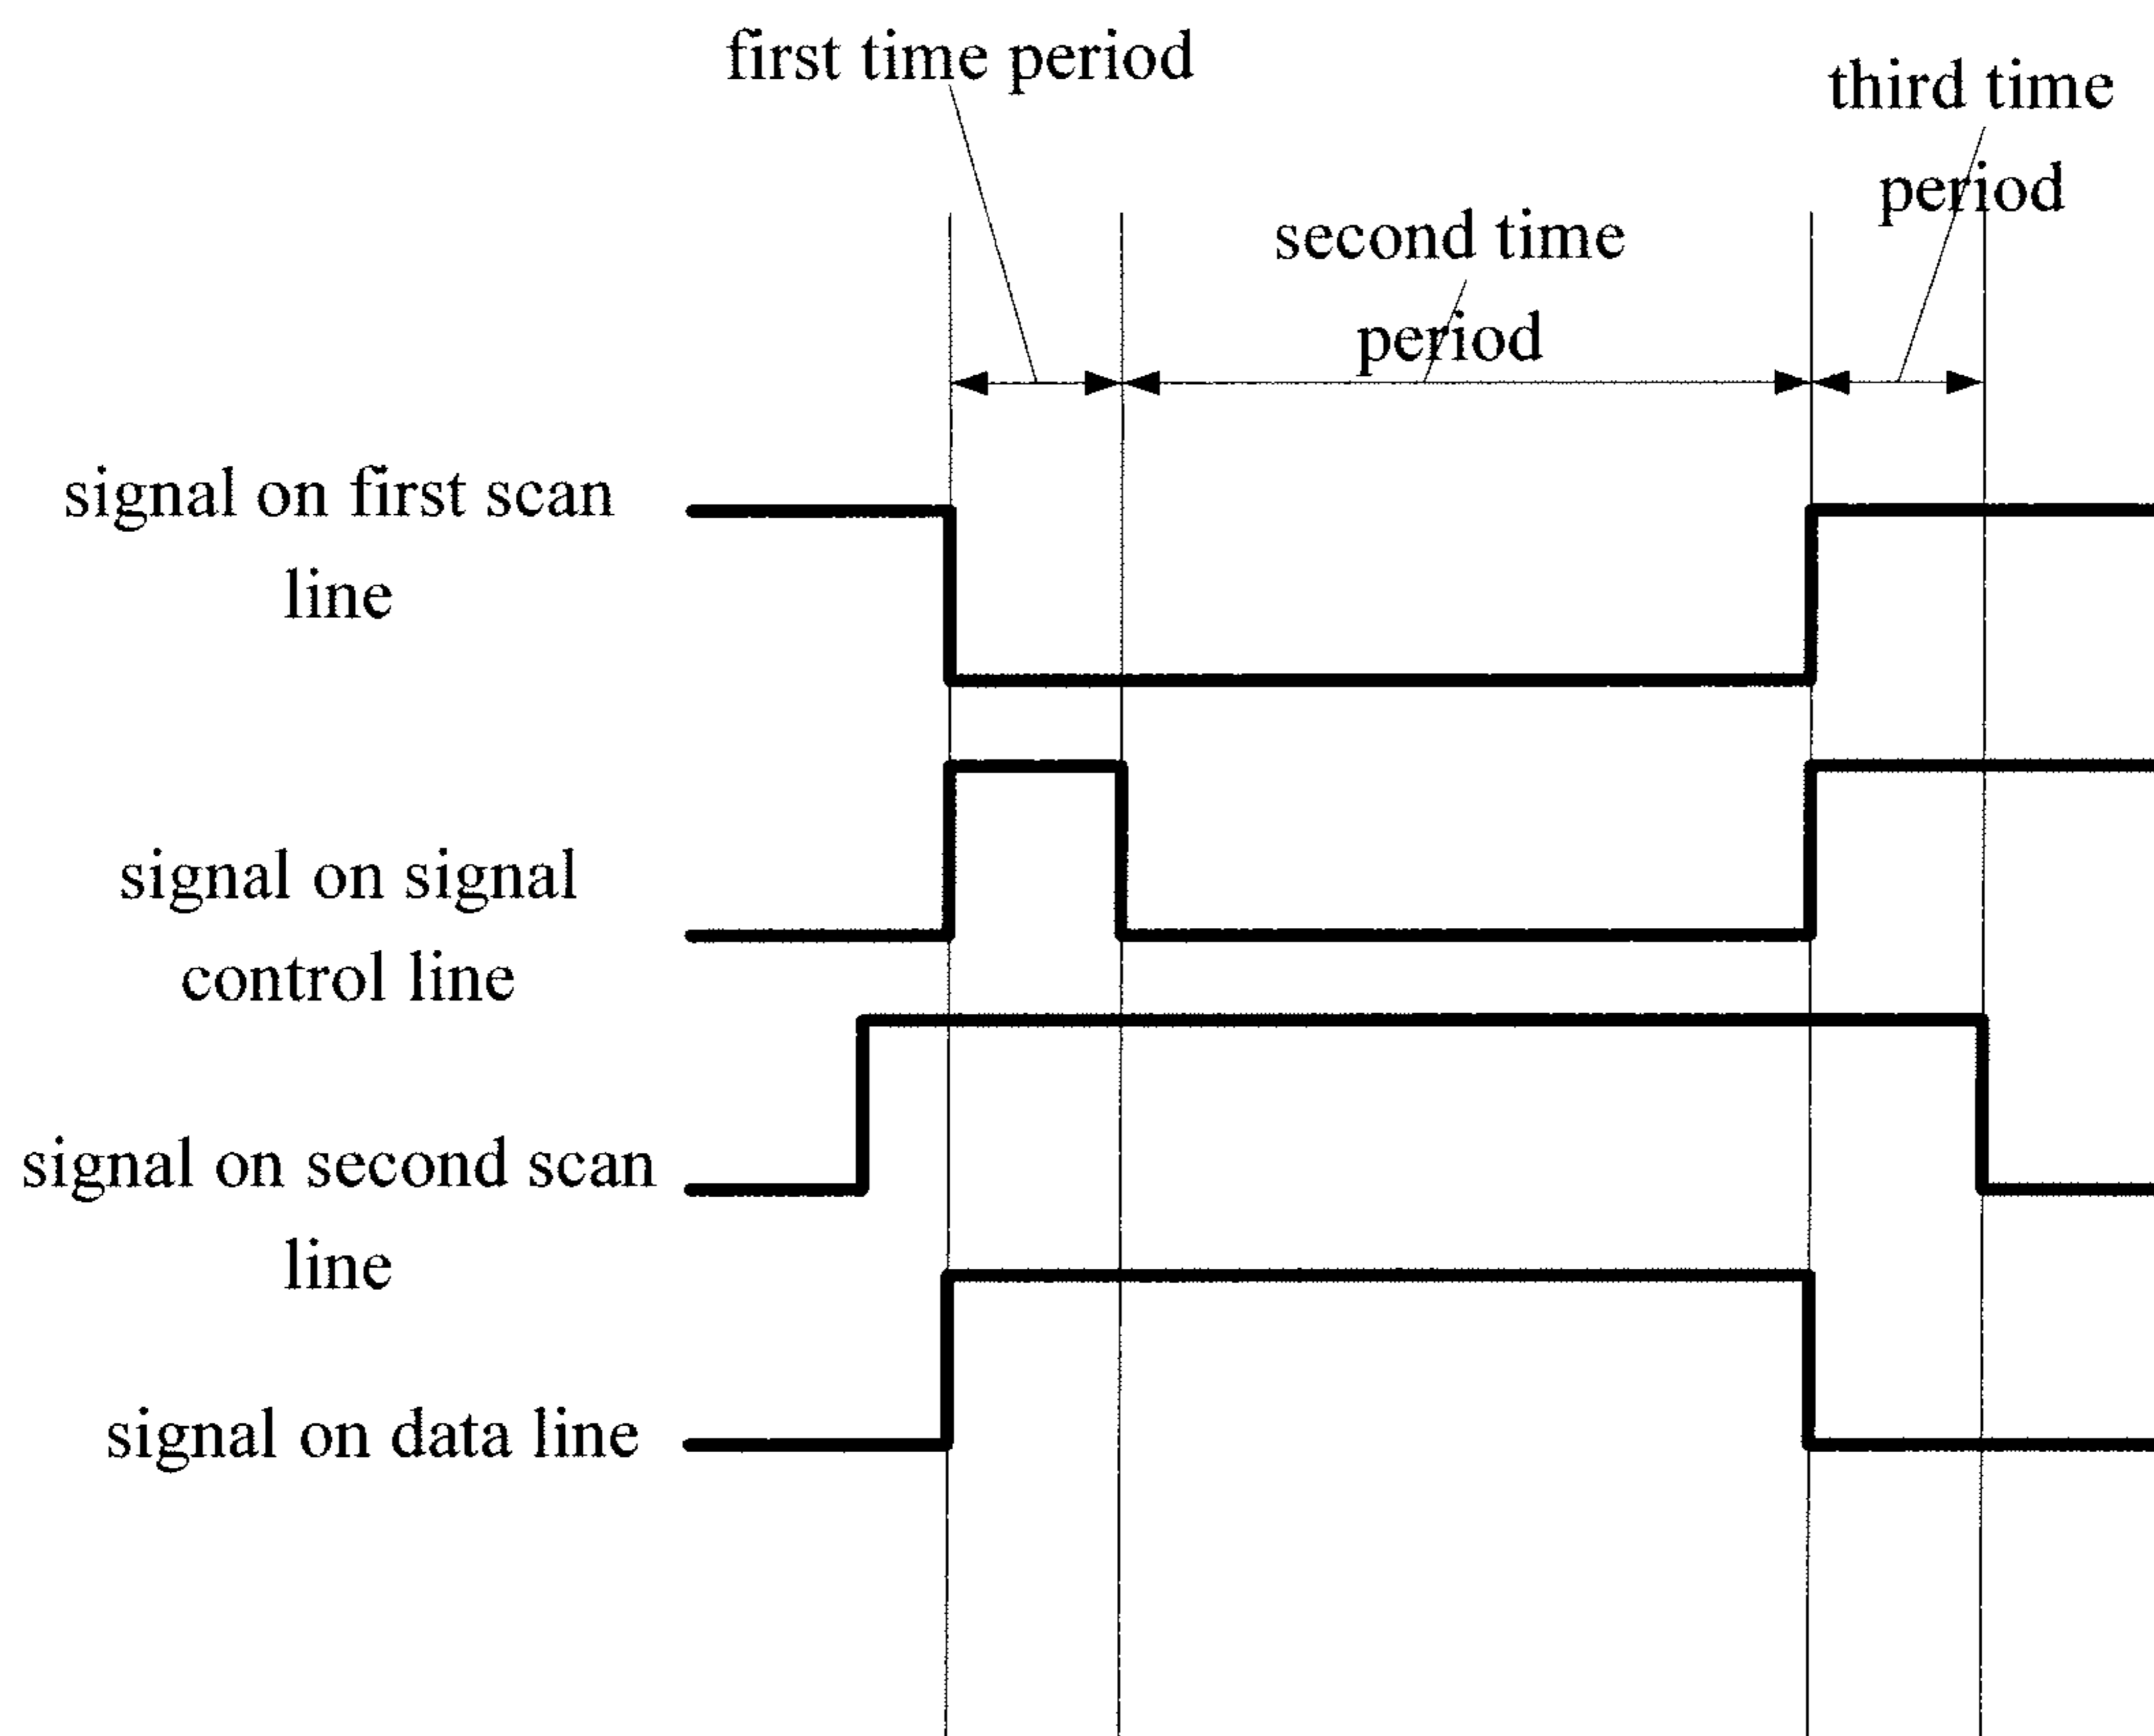 first time period
third time
period
second time
period
signal on first scan
line
signal on signal
control line
signal on second scan
line
signal on data line